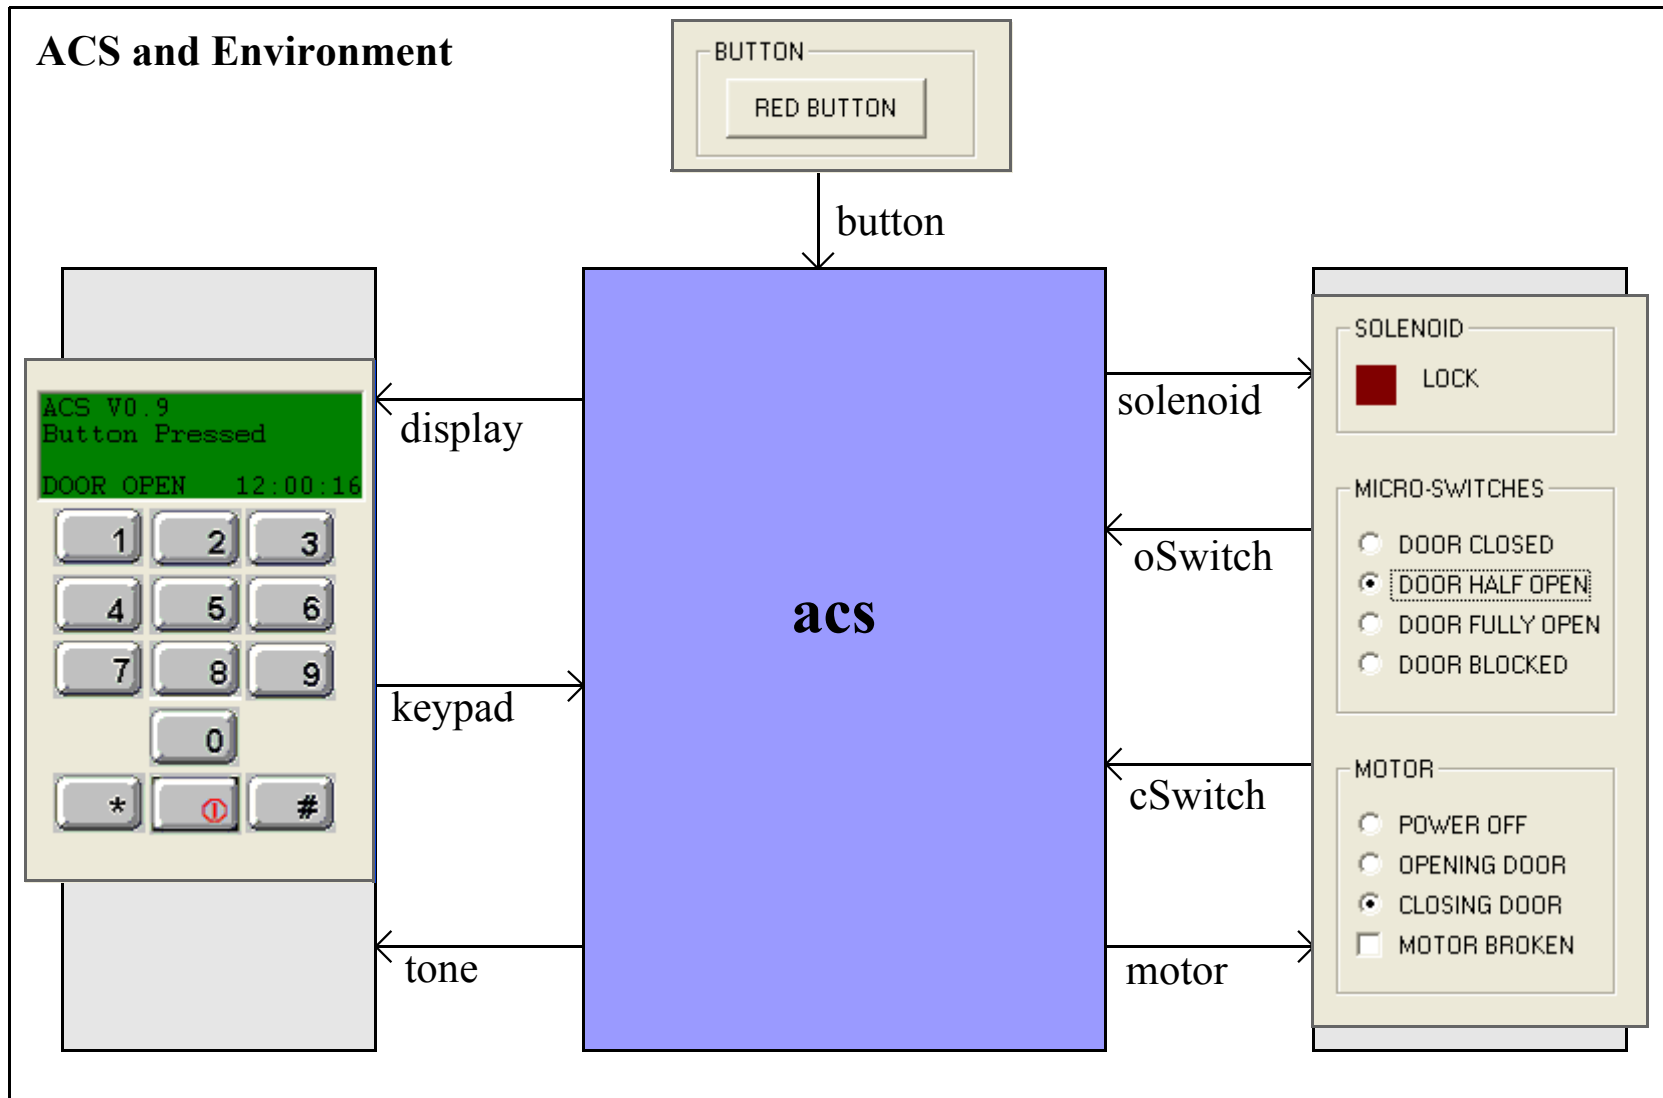 ACS and Environment
BUTTON
RED BUTTON
button
ACS V0.9
Button Pressed
DOOR OPEN 12:00:16
1 2 3
4 5 6
7 8 9
0
* #
display
keypad
tone
acs
solenoid
oSwitch
cSwitch
motor
SOLENOID
LOCK
MICRO-SWITCHES
DOOR CLOSED
DOOR HALF OPEN
DOOR FULLY OPEN
DOOR BLOCKED
MOTOR
POWER OFF
OPENING DOOR
CLOSING DOOR
MOTOR BROKEN